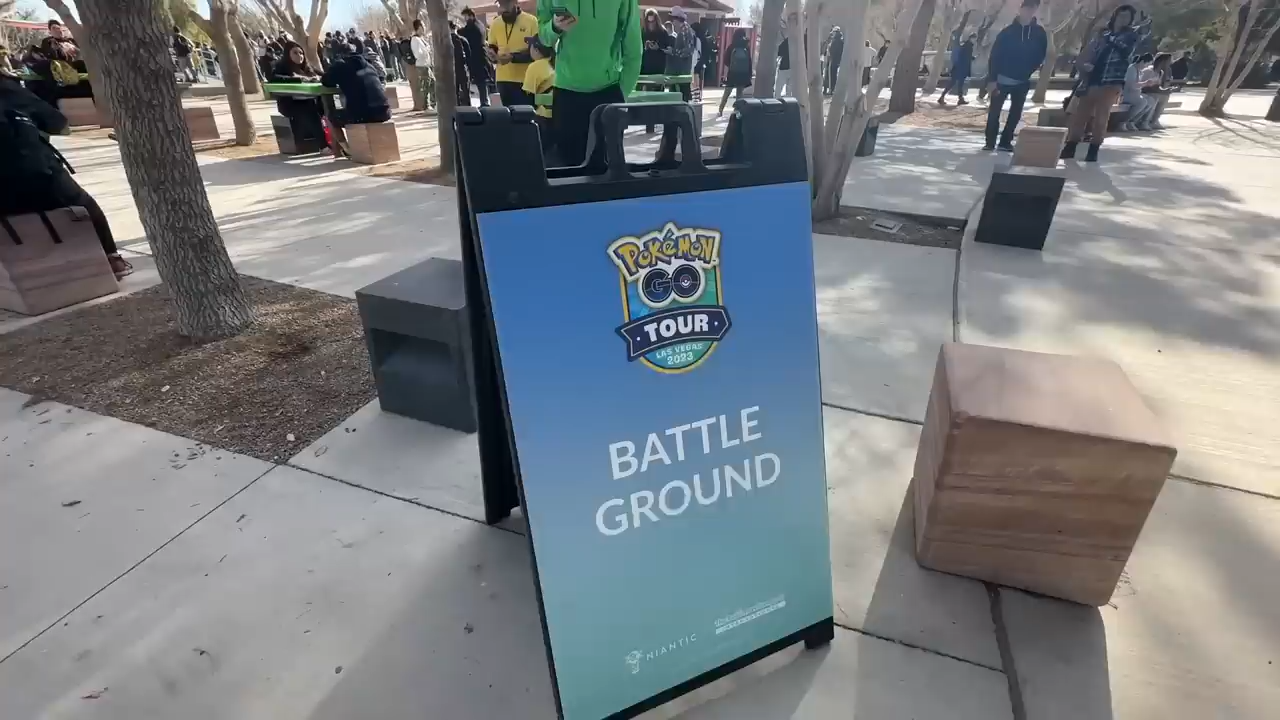 POKéMON
GO
TOUR
LAS VEGAS
2023
BATTLE
GROUND
NIANTIC